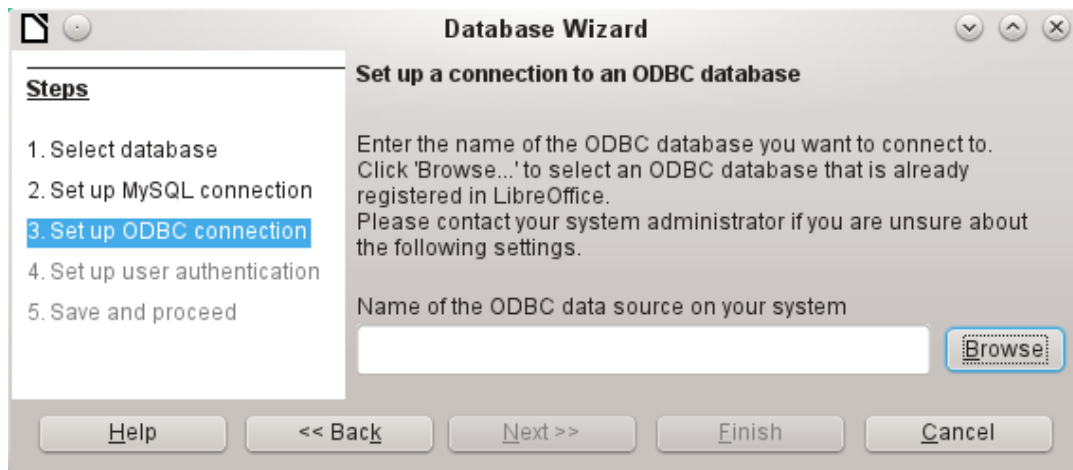 Database Wizard
Steps
1. Select database
2. Set up MySQL connection
3. Set up ODBC connection
4. Set up user authentication
5. Save and proceed
Set up a connection to an ODBC database
Enter the name of the ODBC database you want to connect to.
Click 'Browse...' to select an ODBC database that is already
registered in LibreOffice.
Please contact your system administrator if you are unsure about
the following settings.
Name of the ODBC data source on your system
Browse
Help
<< Back
Next >>
Finish
Cancel